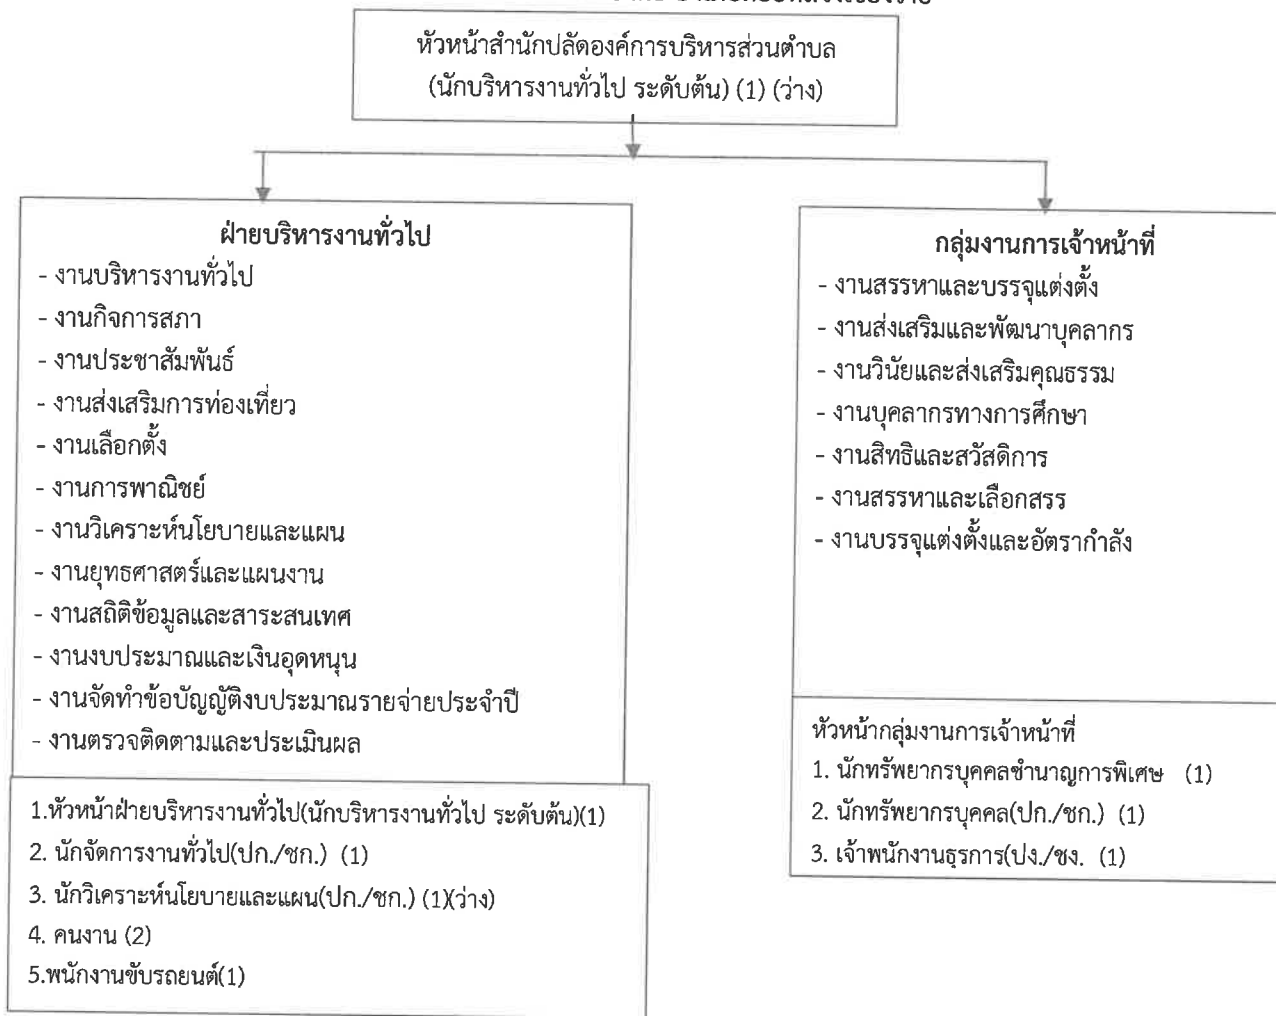 หัวหน้าสำนักปลัดองค์การบริหารส่วนตำบล
(นักบริหารงานทั่วไป ระดับต้น) (1) (ว่าง)
ฝ่ายบริหารงานทั่วไป
- งานบริหารงานทั่วไป
- งานกิจการสภา
- งานประชาสัมพันธ์
- งานส่งเสริมการท่องเที่ยว
- งานเลือกตั้ง
- งานการพาณิชย์
- งานวิเคราะห์นโยบายและแผน
- งานยุทธศาสตร์และแผนงาน
- งานสถิติข้อมูลและสาระสนเทศ
- งานงบประมาณและเงินอุดหนุน
- งานจัดทำข้อบัญญัติงบประมาณรายจ่ายประจำปี
- งานตรวจติดตามและประเมินผล
1.หัวหน้าฝ่ายบริหารงานทั่วไป(นักบริหารงานทั่วไป ระดับต้น)(1)
2. นักจัดการงานทั่วไป(ปก./ชก.) (1)
3. นักวิเคราะห์นโยบายและแผน(ปก./ชก.) (1)(ว่าง)
4. คนงาน (2)
5.พนักงานขับรถยนต์(1)
กลุ่มงานการเจ้าหน้าที่
- งานสรรหาและบรรจุแต่งตั้ง
- งานส่งเสริมและพัฒนาบุคลากร
- งานวินัยและส่งเสริมคุณธรรม
- งานบุคลากรทางการศึกษา
- งานสิทธิและสวัสดิการ
- งานสรรหาและเลือกสรร
- งานบรรจุแต่งตั้งและอัตรากำลัง
หัวหน้ากลุ่มงานการเจ้าหน้าที่
1. นักทรัพยากรบุคคลชำนาญการพิเศษ (1)
2. นักทรัพยากรบุคคล(ปก./ชก.) (1)
3. เจ้าพนักงานธุรการ(ปง./ชง. (1)